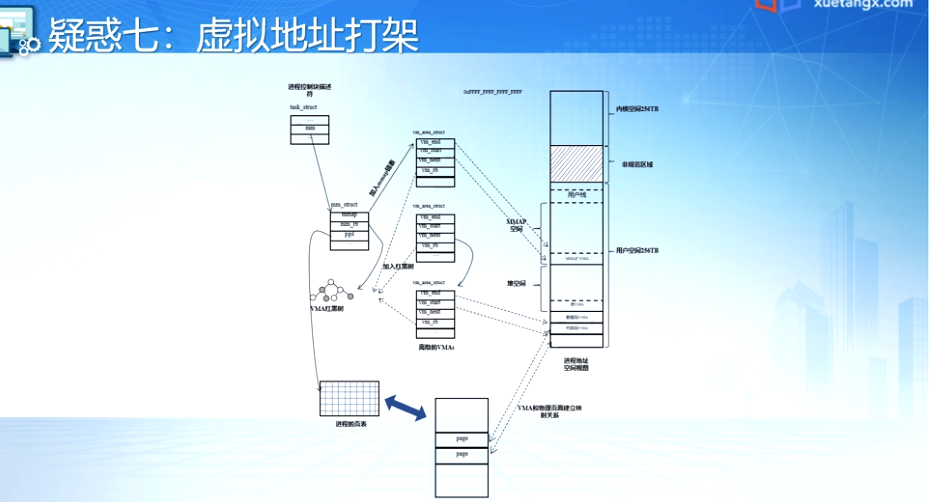 xuetangx.com
疑惑七：虚拟地址打架
进程控制块描述
符
task_struct
...
mm
mm_struct
mmap
mm_rb
pgd
加入mmap链表
加入红黑树
VMA红黑树
vm_area_struct
vm_end
vm_start
vm_next
vm_rb
vm_area_struct
vm_end
vm_start
vm_next
vm_rb
...
vm_area_struct
vm_end
vm_start
vm_next
vm_rb
离散的VMAs
0xFFFF_FFFF_FFFF_FFFF
内核空间256TB
非规范区域
用户栈
MMAP
空间
MMAP VMA
用户空间256TB
堆空间
堆VMA
数据段VMA
代码段VMA
进程地址
空间视图
VMA和物理页面建立映
射关系
进程的页表
page
page